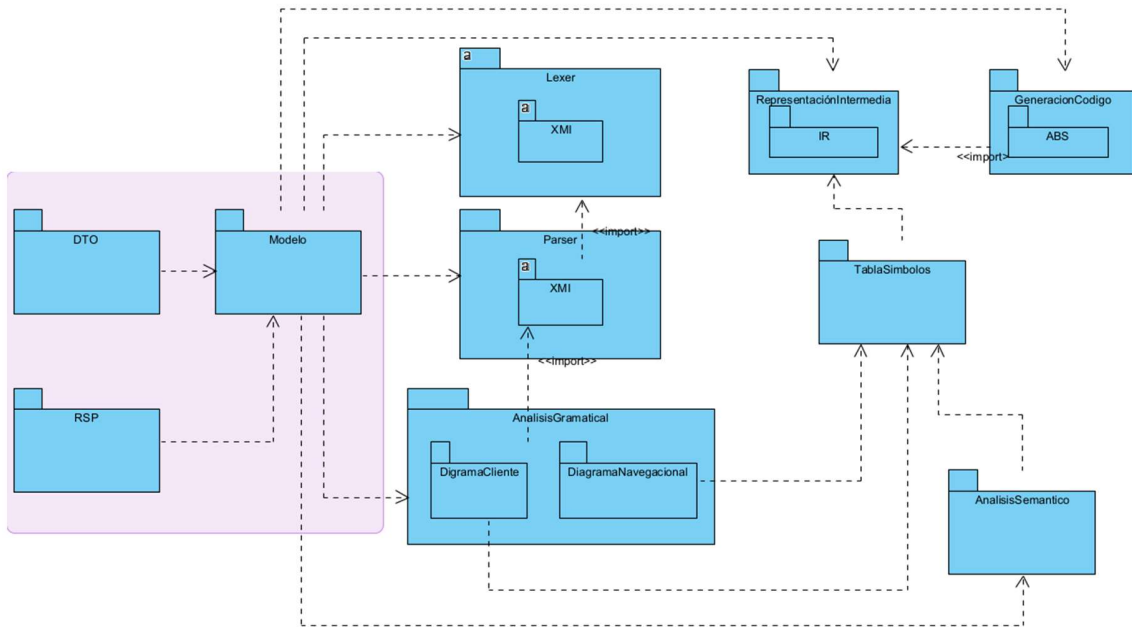 a
Lexer
a
XMI
RepresentaciónIntermedia
IR
GeneracionCodigo
ABS
<<import>
DTO
Modelo
<<import>>
Parser
a
XMI
<<import>>
TablaSimbolos
RSP
AnalisisGramatical
DigramaCliente
DiagramaNavegacional
AnalisisSemantico